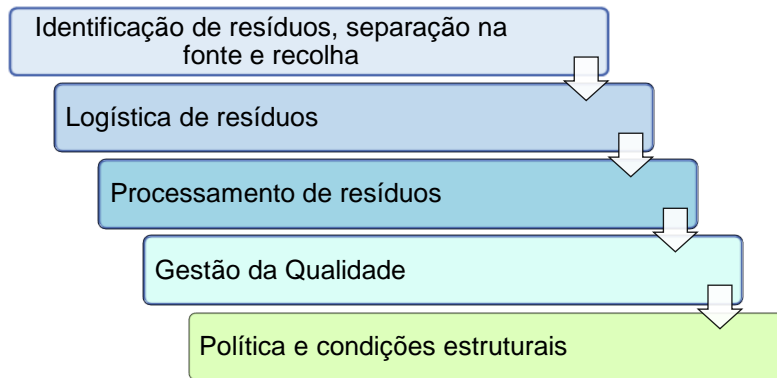 Identificação de resíduos, separação na
fonte e recolha
Logística de resíduos
Processamento de resíduos
Gestão da Qualidade
Política e condições estruturais